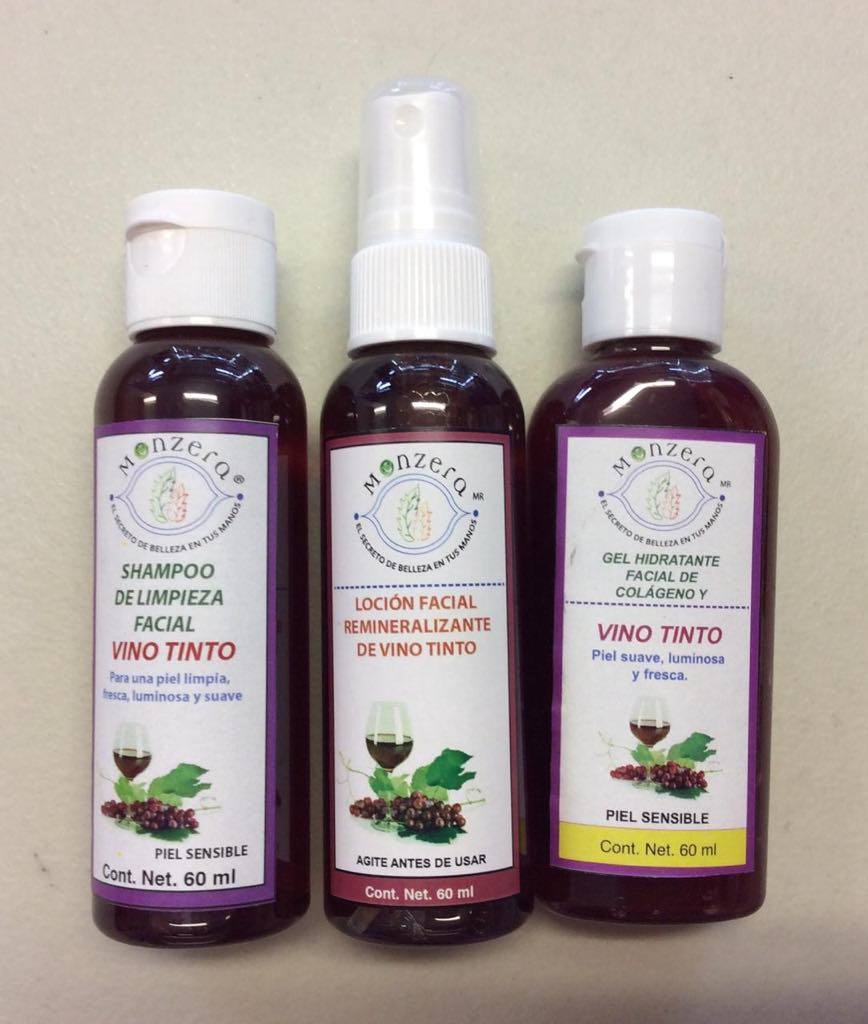 Monzera®
EL SECRETO DE BELLEZA EN TUS MANOS
SHAMPOO
DE LIMPIEZA
FACIAL
VINO TINTO
Para una piel limpia,
fresca, luminosa y suave
PIEL SENSIBLE
Cont. Net. 60 ml
Monzera MR
EL SECRETO DE BELLEZA EN TUS MANOS
LOCIÓN FACIAL
REMINERALIZANTE
DE VINO TINTO
AGITE ANTES DE USAR
Cont. Net. 60 ml
Monzera MR
EL SECRETO DE BELLEZA EN TUS MANOS
GEL HIDRATANTE
FACIAL DE
COLÁGENO Y
VINO TINTO
Piel suave, luminosa
y fresca.
PIEL SENSIBLE
Cont. Net. 60 ml